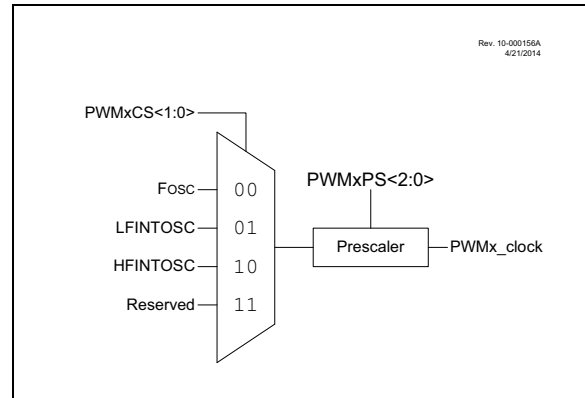 Rev. 10-000156A
4/21/2014
PWMxCS<1:0>
Fosc 00
LFINTOSC 01
HFINTOSC 10
Reserved 11
PWMxPS<2:0>
Prescaler
PWMx_clock